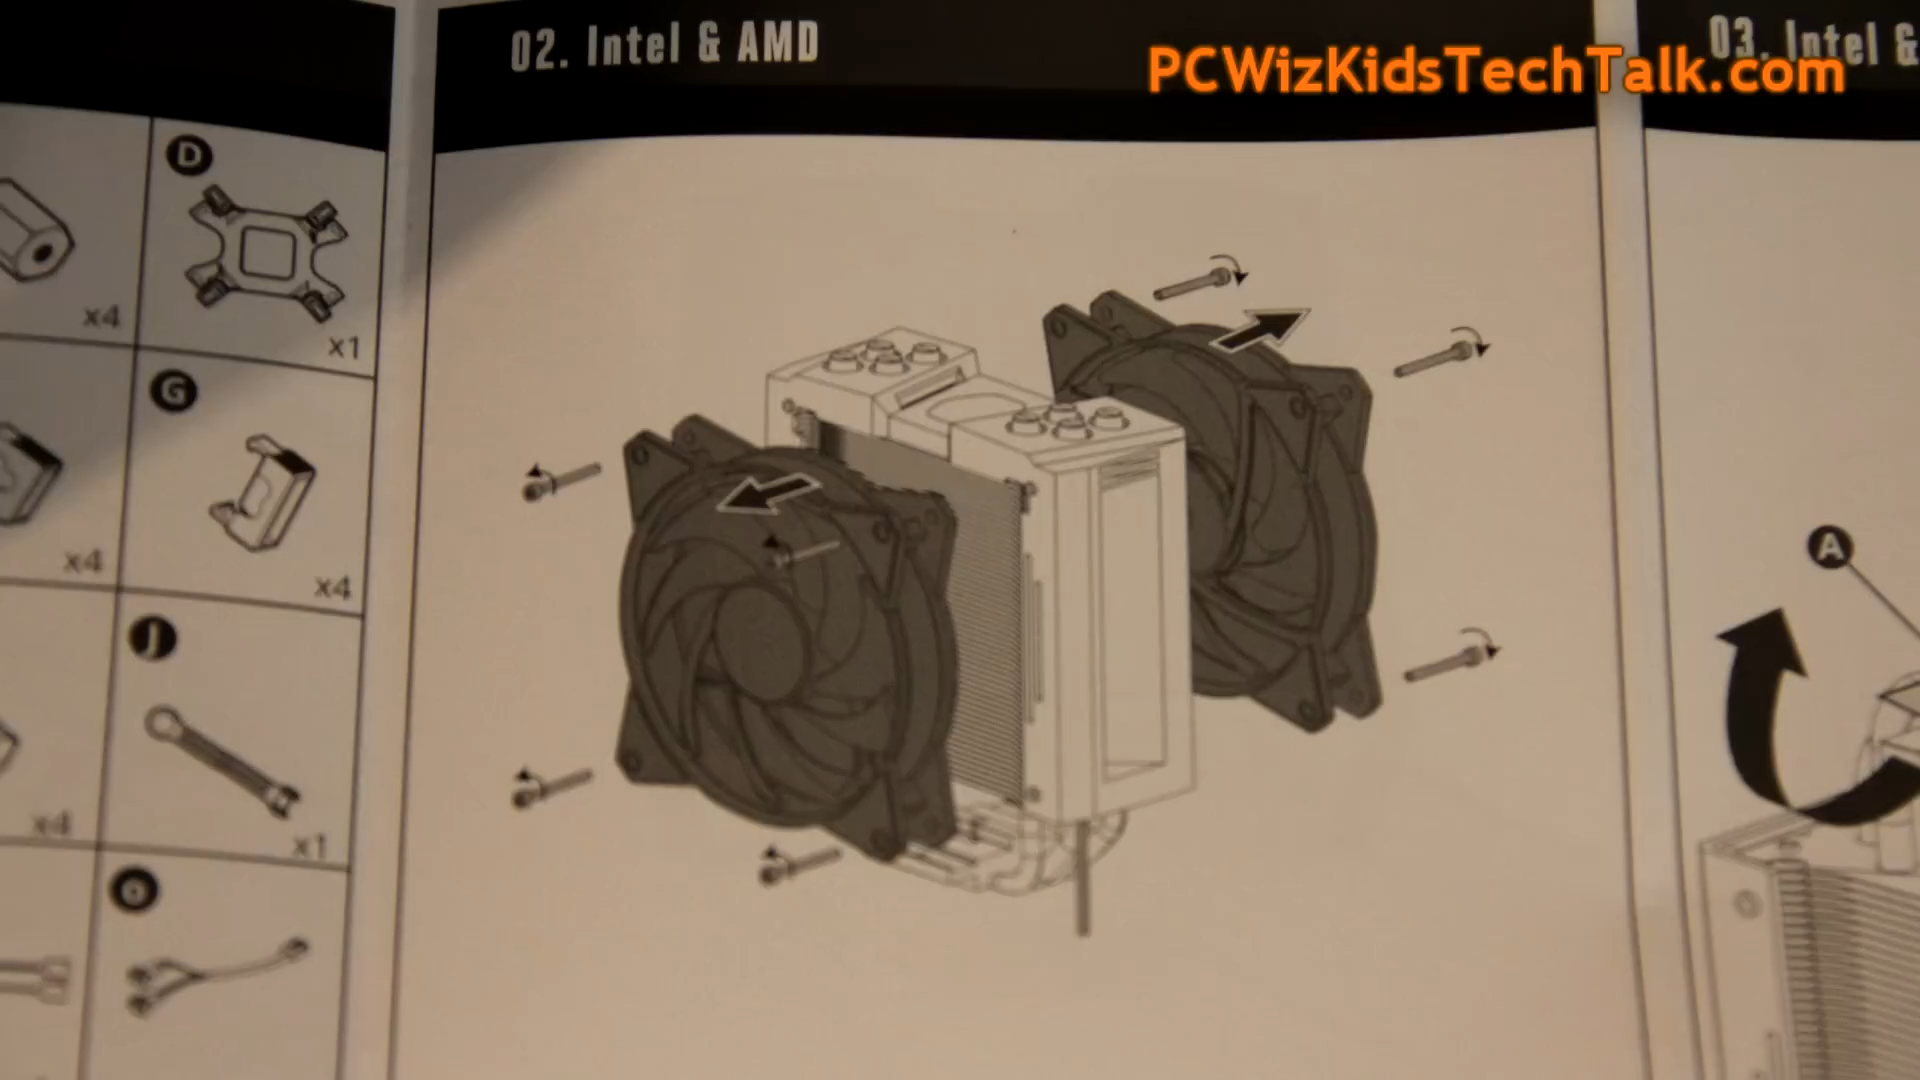 02. Intel & AMD
03. Intel &
PCWizKidsTechTalk.com
D
x4
x1
G
x4
x4
J
x4
x1
O
A